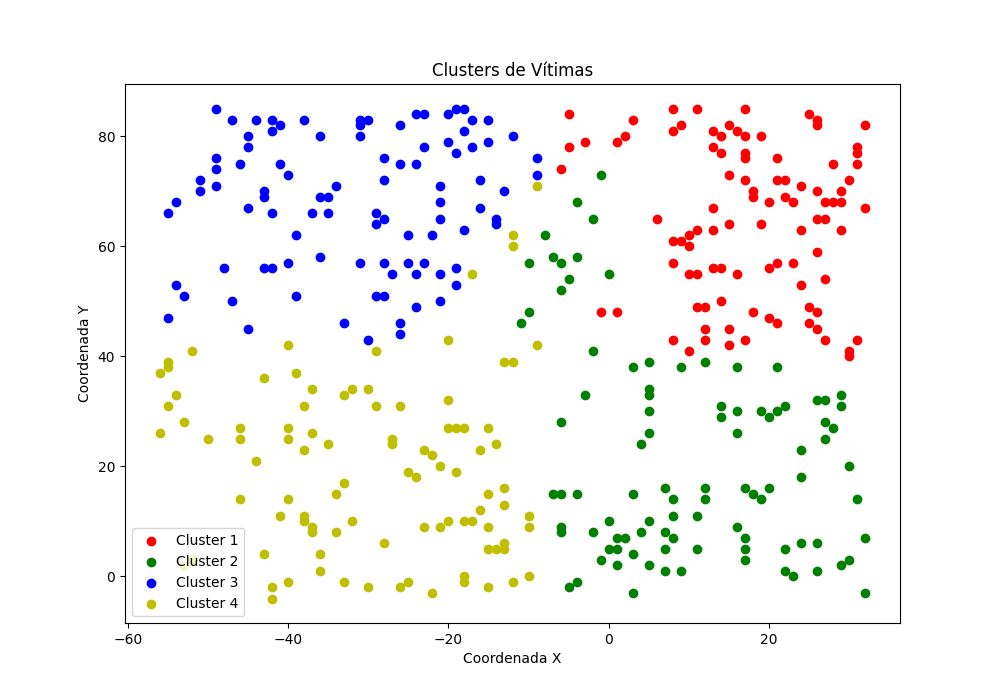 Clusters de Vítimas
Coordenada Y
80
60
40
20
0
Cluster 1
Cluster 2
Cluster 3
Cluster 4
−60
−40
−20
0
20
Coordenada X